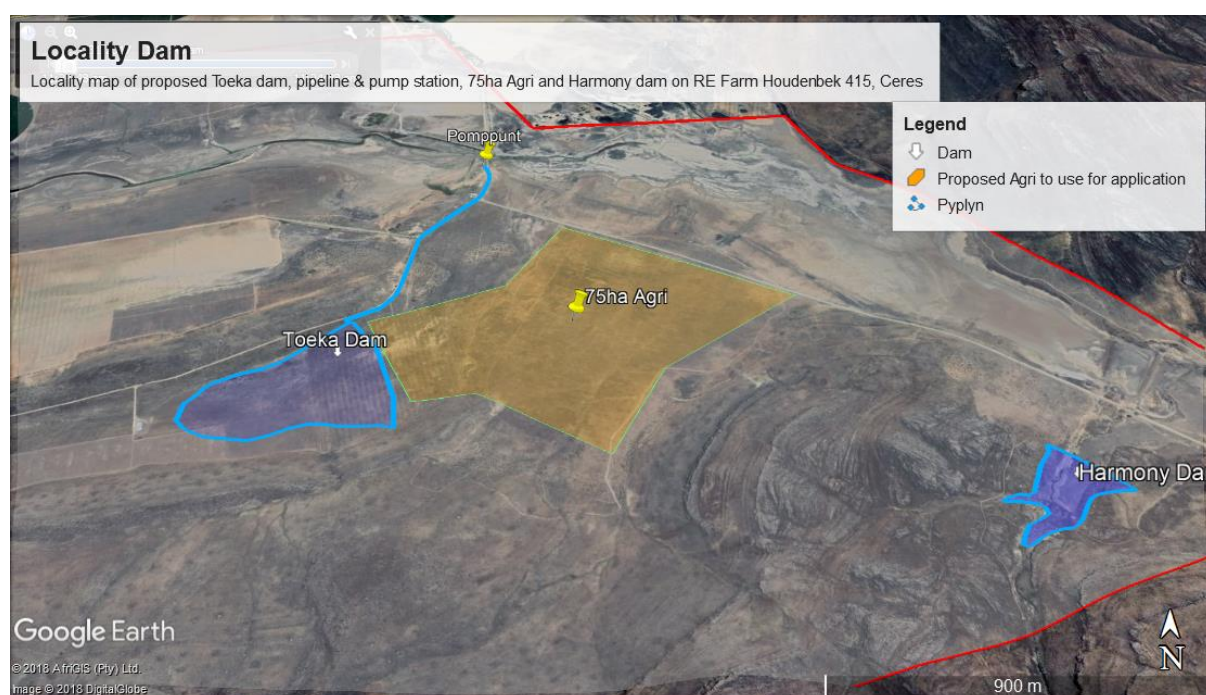 Locality Dam
Locality map of proposed Toeka dam, pipeline & pump station, 75ha Agri and Harmony dam on RE Farm Houdenbek 415, Ceres
Legend
Dam
Proposed Agri to use for application
Pyplyn
Pomppunt
75ha Agri
Toeka Dam
Harmony Da
Google Earth
© 2018 AfriGIS (Pty) Ltd.
Image © 2018 DigitalGlobe
N
900 m